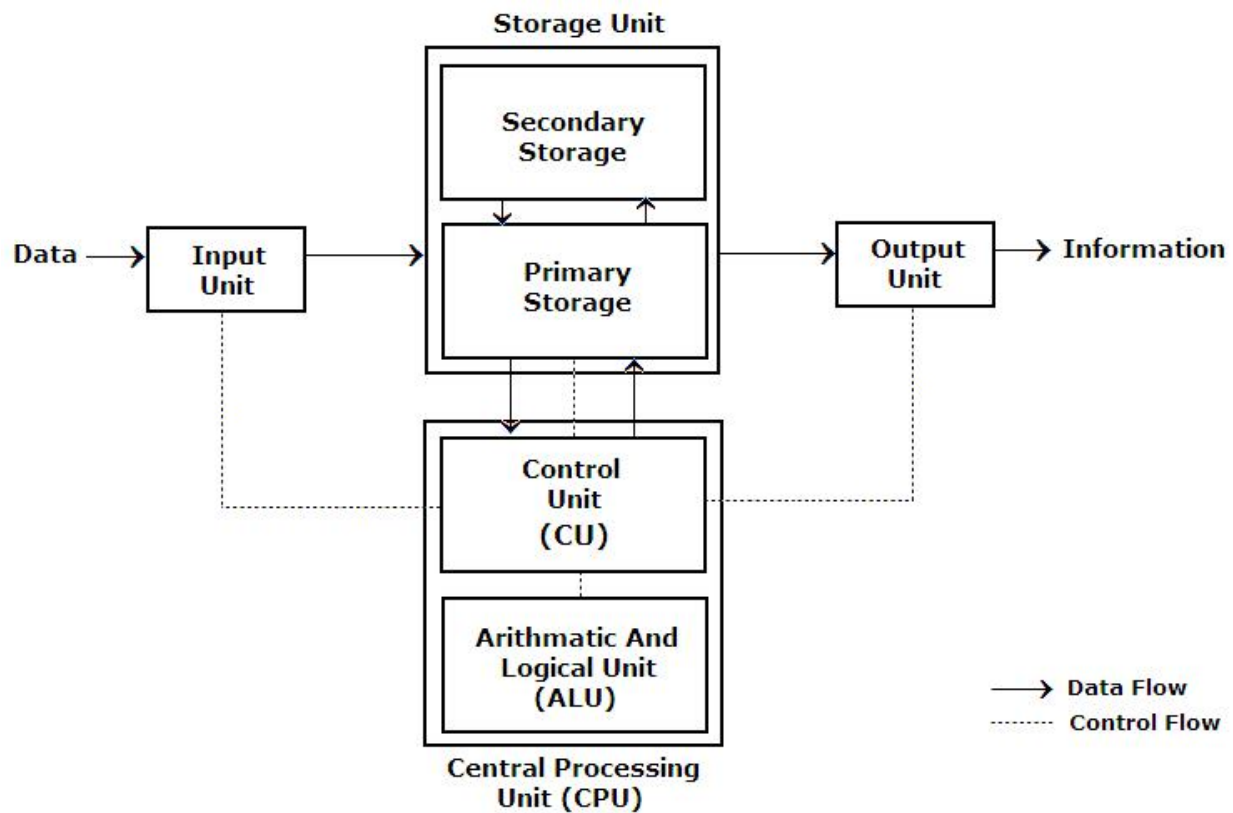 Storage Unit
Secondary
Storage
Data
Input
Unit
Primary
Storage
Output
Unit
Information
Control
Unit
(CU)
Arithmatic And
Logical Unit
(ALU)
Data Flow
Control Flow
Central Processing
Unit (CPU)